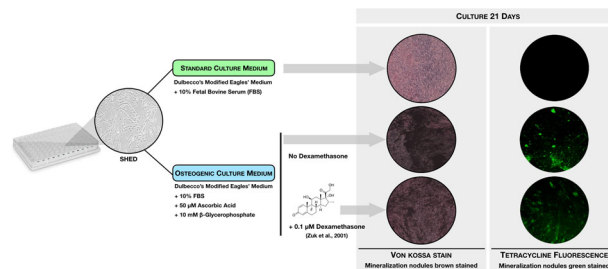 CULTURE 21 DAYS
STANDARD CULTURE MEDIUM
Dulbecco's Modified Eagles' Medium
+ 10% Fetal Bovine Serum (FBS)
SHED
OSTEOGENIC CULTURE MEDIUM
Dulbecco's Modified Eagles' Medium
+ 10% FBS
+ 50 µM Ascorbic Acid
+ 10 mM β-Glycerophosphate
No Dexamethasone
+ 0.1 µM Dexamethasone
(Zuk et al., 2001)
VON KOSSA STAIN
Mineralization nodules brown stained
TETRACYCLINE FLUORESCENCE
Mineralization nodules green stained